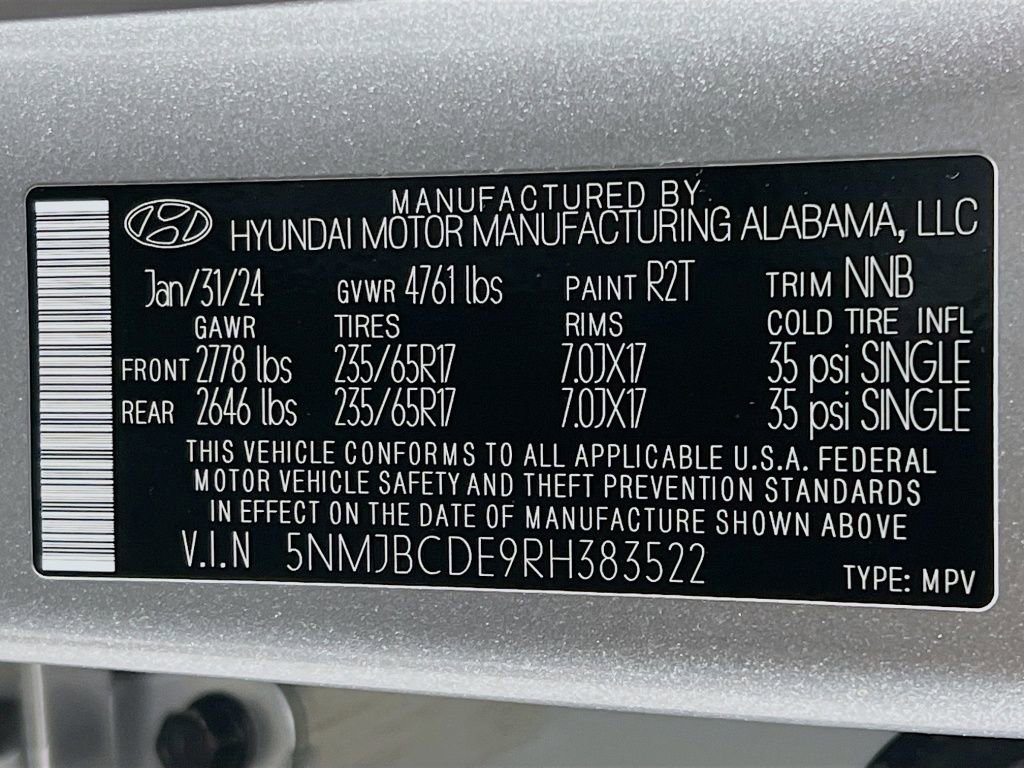 MANUFACTURED BY
HYUNDAI MOTOR MANUFACTURING ALABAMA, LLC
Jan/31/24 GVWR 4761 lbs PAINT R2T TRIM NNB
GAWR TIRES RIMS COLD TIRE INFL
FRONT 2778 lbs 235/65R17 7.0JX17 35 psi SINGLE
REAR 2646 lbs 235/65R17 7.0JX17 35 psi SINGLE
THIS VEHICLE CONFORMS TO ALL APPLICABLE U.S.A. FEDERAL
MOTOR VEHICLE SAFETY AND THEFT PREVENTION STANDARDS
IN EFFECT ON THE DATE OF MANUFACTURE SHOWN ABOVE
V.I.N 5NMJBCDE9RH383522 TYPE: MPV